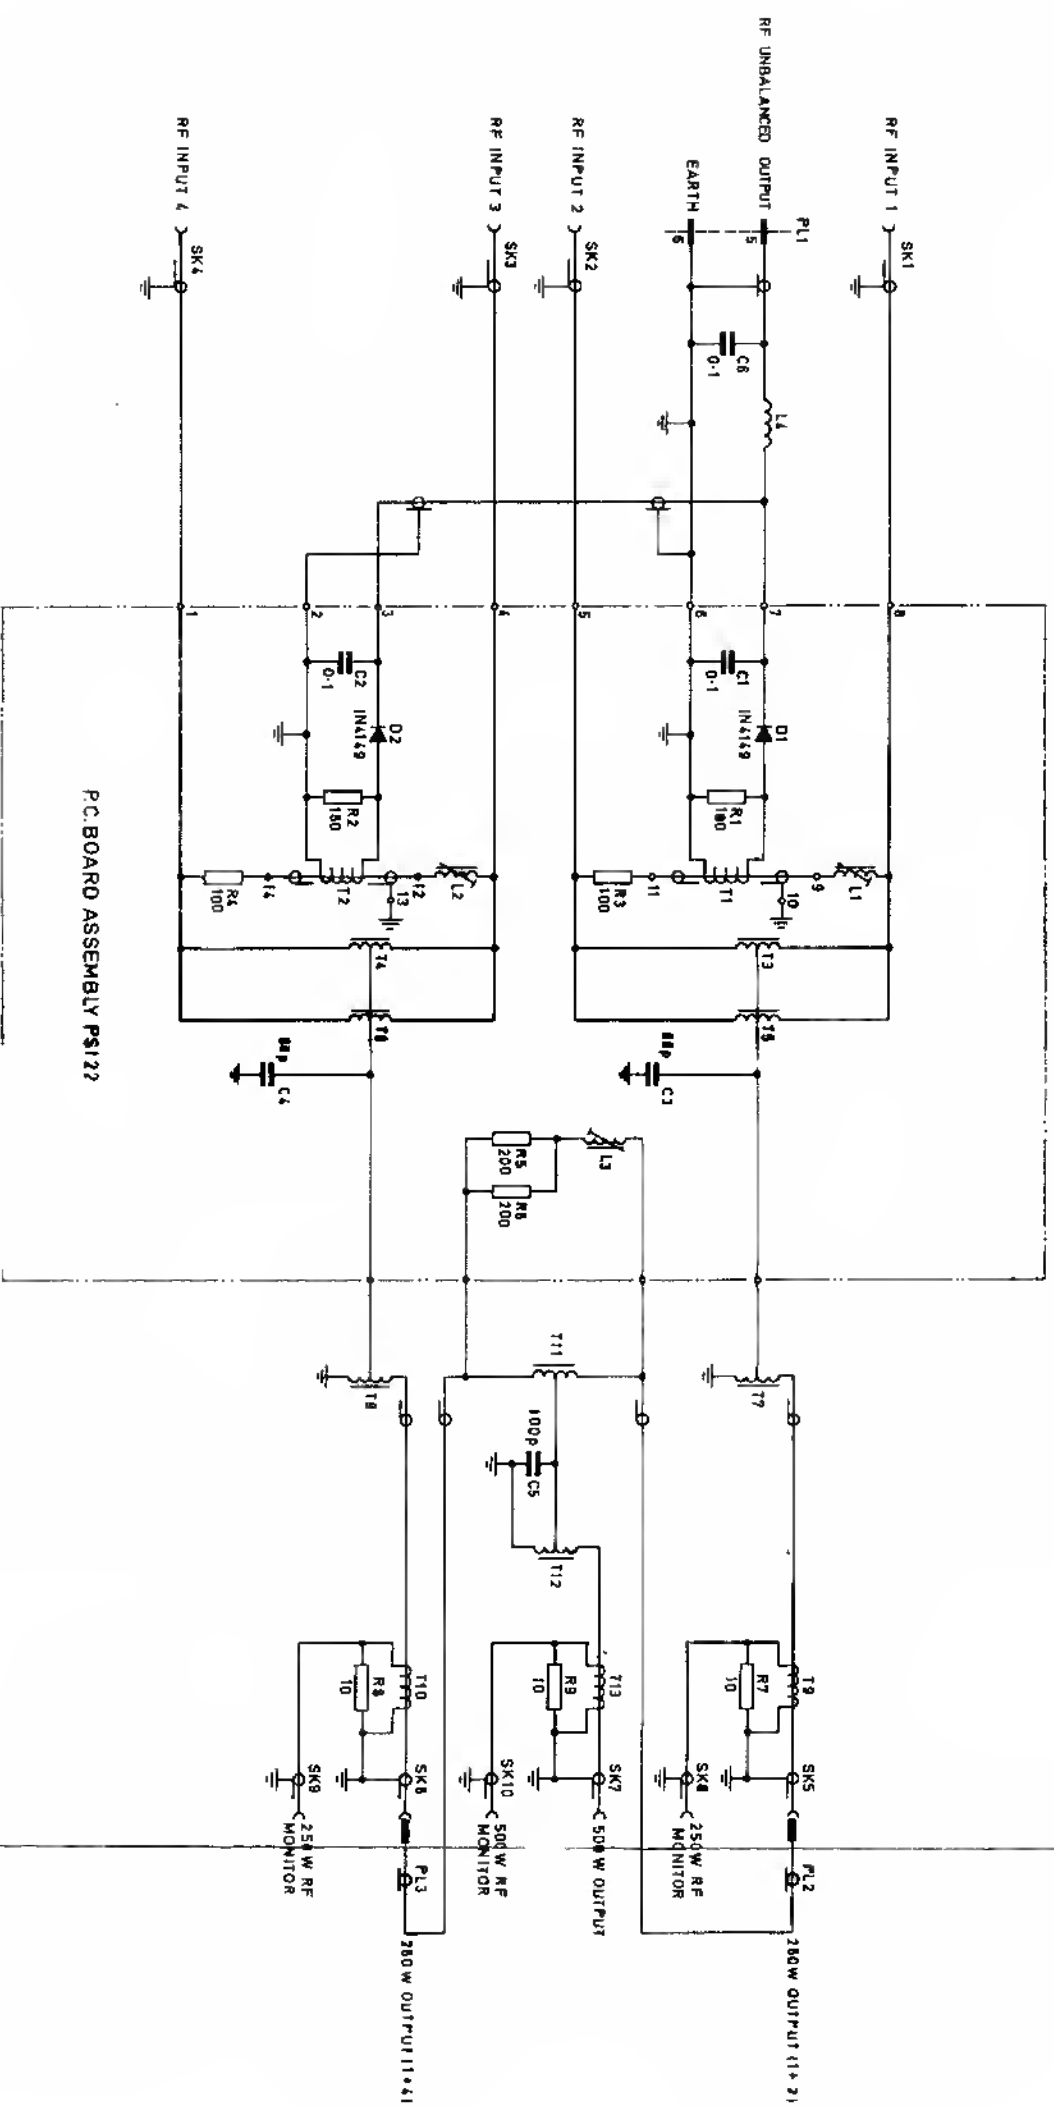 RF INPUT 1
SK1
RF UNBALANCED OUTPUT
PL1
5
EARTH
6
C6
0·1
L4
RF INPUT 2
SK2
RF INPUT 3
SK3
RF INPUT 4
SK4
8
7
6
5
4
3
2
1
C1
0·1
D1
IN4149
R1
180
T1
L1
9
10
11
R3
100
T3
T5
C3
C2
0·1
D2
IN4149
R2
T2
L2
12
13
14
R4
100
T4
T6
C4
L3
R5
200
R6
200
P.C. BOARD ASSEMBLY PS122
T7
T8
T11
100p
C5
T12
T9
R7
10
SK5
PL2
250W OUTPUT (1+2)
250W RF
MONITOR
T13
R9
10
SK7
500W OUTPUT
SK10
500W RF
MONITOR
T10
R8
10
PL3
SK9
250W RF
MONITOR